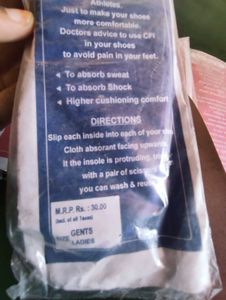 Athletes.
Just to make your shoes
more comfortable.
Doctors advice to use CFI
in your shoes
to avoid pain in your feet.
To absorb sweat
To absorb Shock
Higher cushioning comfort
DIRECTIONS
Slip each inside into each of your
Cloth absorant facing upwards
If the insole is protruding,
with a pair of
you can wash & reuse
M.R.P. Rs.: 30.00
(Incl. of all taxes)
GENTS
SIZE
LADIES